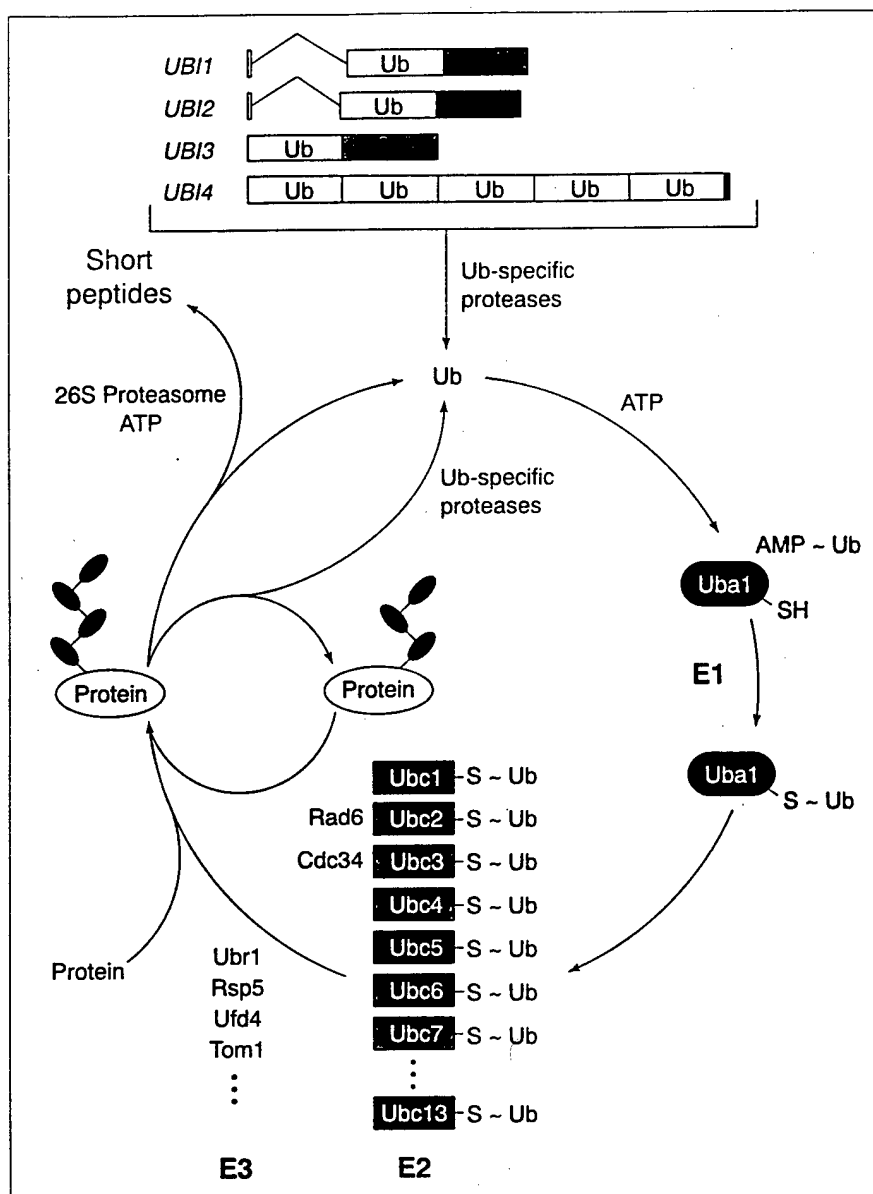 UBI1
Ub
UBI2
Ub
UBI3
Ub
UBI4
Ub Ub Ub Ub Ub
Short
peptides
Ub-specific
proteases
26S Proteasome
ATP
Ub
ATP
Ub-specific
proteases
AMP ~ Ub
Uba1
SH
E1
Protein
Protein
Uba1
S ~ Ub
Ubc1 S ~ Ub
Rad6 Ubc2 S ~ Ub
Cdc34 Ubc3 S ~ Ub
Ubc4 S ~ Ub
Ubc5 S ~ Ub
Ubc6 S ~ Ub
Ubc7 S ~ Ub
Ubc13 S ~ Ub
Protein
Ubr1
Rsp5
Ufd4
Tom1
E3
E2